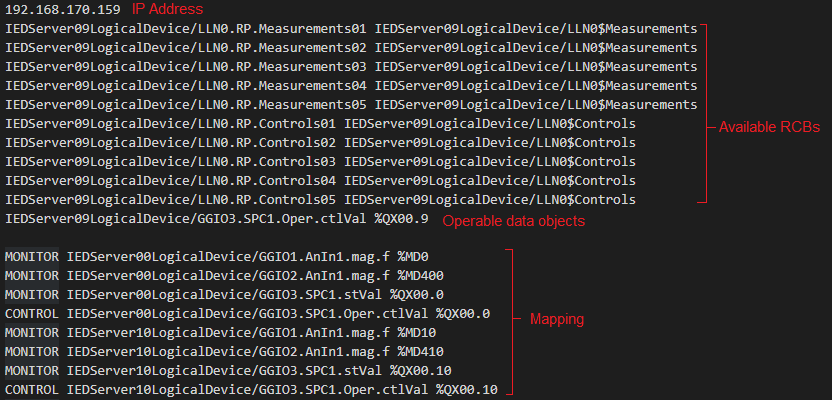 192.168.170.159 IP Address
IEDServer09LogicalDevice/LLN0.RP.Measurements01 IEDServer09LogicalDevice/LLN0$Measurements
IEDServer09LogicalDevice/LLN0.RP.Measurements02 IEDServer09LogicalDevice/LLN0$Measurements
IEDServer09LogicalDevice/LLN0.RP.Measurements03 IEDServer09LogicalDevice/LLN0$Measurements
IEDServer09LogicalDevice/LLN0.RP.Measurements04 IEDServer09LogicalDevice/LLN0$Measurements
IEDServer09LogicalDevice/LLN0.RP.Measurements05 IEDServer09LogicalDevice/LLN0$Measurements
IEDServer09LogicalDevice/LLN0.RP.Controls01 IEDServer09LogicalDevice/LLN0$Controls
IEDServer09LogicalDevice/LLN0.RP.Controls02 IEDServer09LogicalDevice/LLN0$Controls
IEDServer09LogicalDevice/LLN0.RP.Controls03 IEDServer09LogicalDevice/LLN0$Controls
IEDServer09LogicalDevice/LLN0.RP.Controls04 IEDServer09LogicalDevice/LLN0$Controls
IEDServer09LogicalDevice/LLN0.RP.Controls05 IEDServer09LogicalDevice/LLN0$Controls
Available RCBs
IEDServer09LogicalDevice/GGIO3.SPC1.Oper.ctlVal %QX00.9 Operable data objects
MONITOR IEDServer00LogicalDevice/GGIO1.AnIn1.mag.f %MD0
MONITOR IEDServer00LogicalDevice/GGIO2.AnIn1.mag.f %MD400
MONITOR IEDServer00LogicalDevice/GGIO3.SPC1.stVal %QX00.0
CONTROL IEDServer00LogicalDevice/GGIO3.SPC1.Oper.ctlVal %QX00.0
MONITOR IEDServer10LogicalDevice/GGIO1.AnIn1.mag.f %MD10
MONITOR IEDServer10LogicalDevice/GGIO2.AnIn1.mag.f %MD410
MONITOR IEDServer10LogicalDevice/GGIO3.SPC1.stVal %QX00.10
CONTROL IEDServer10LogicalDevice/GGIO3.SPC1.Oper.ctlVal %QX00.10
Mapping